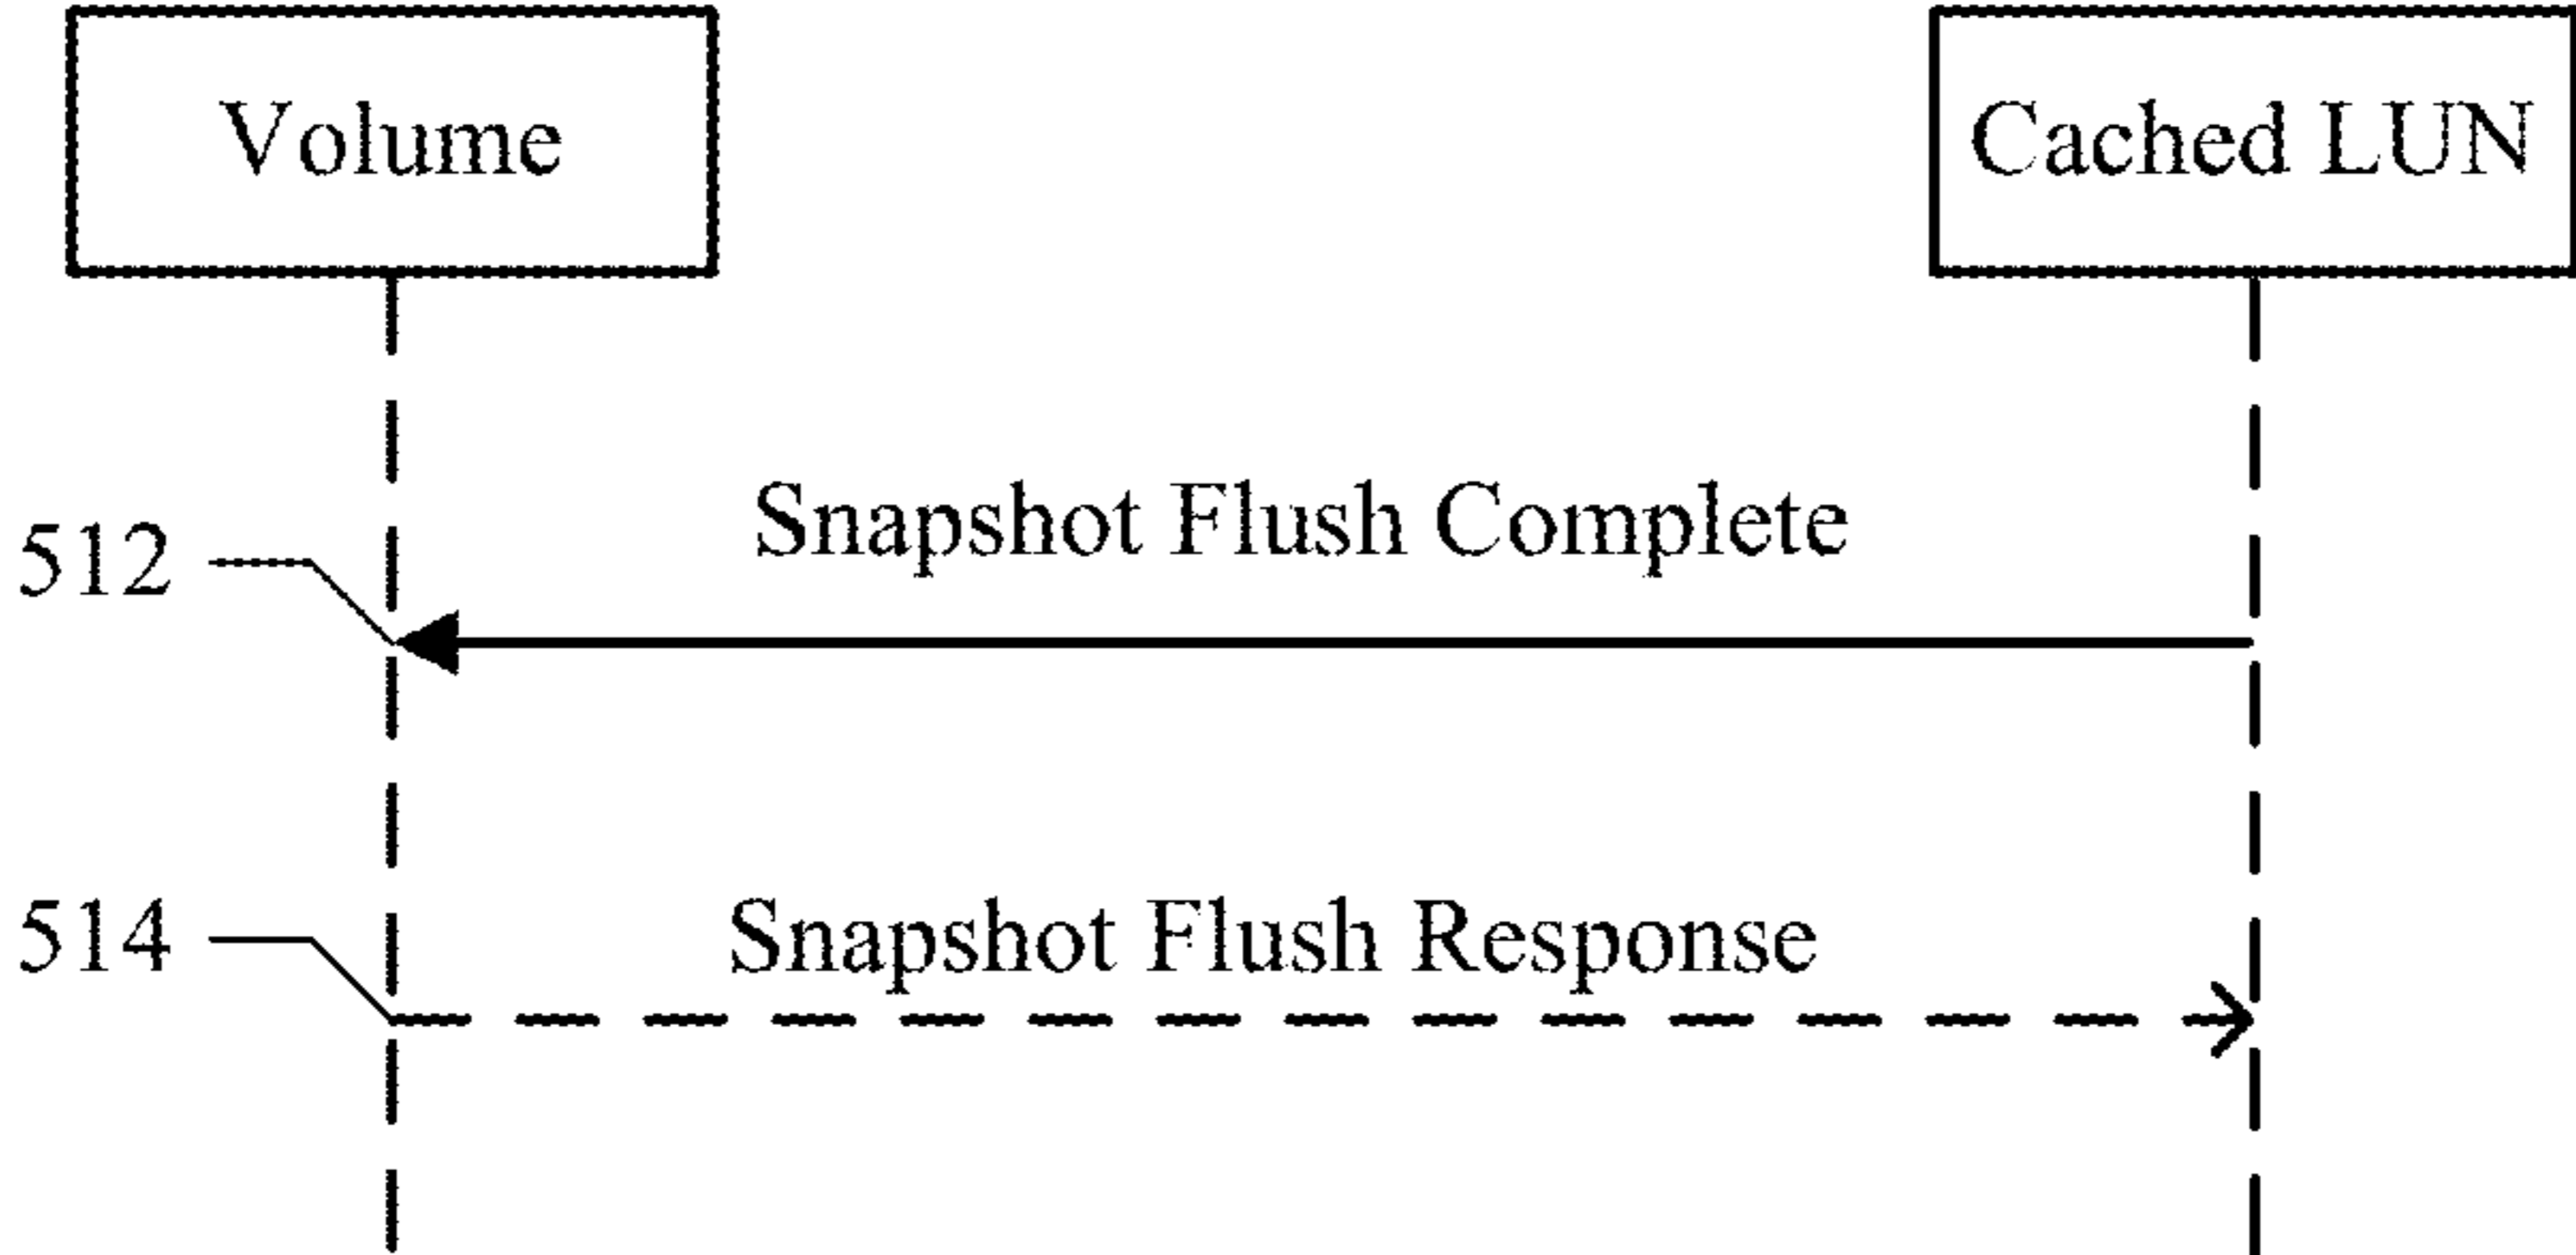 Volume
Cached LUN
Snapshot Flush Complete
512
Snapshot Flush Response
514